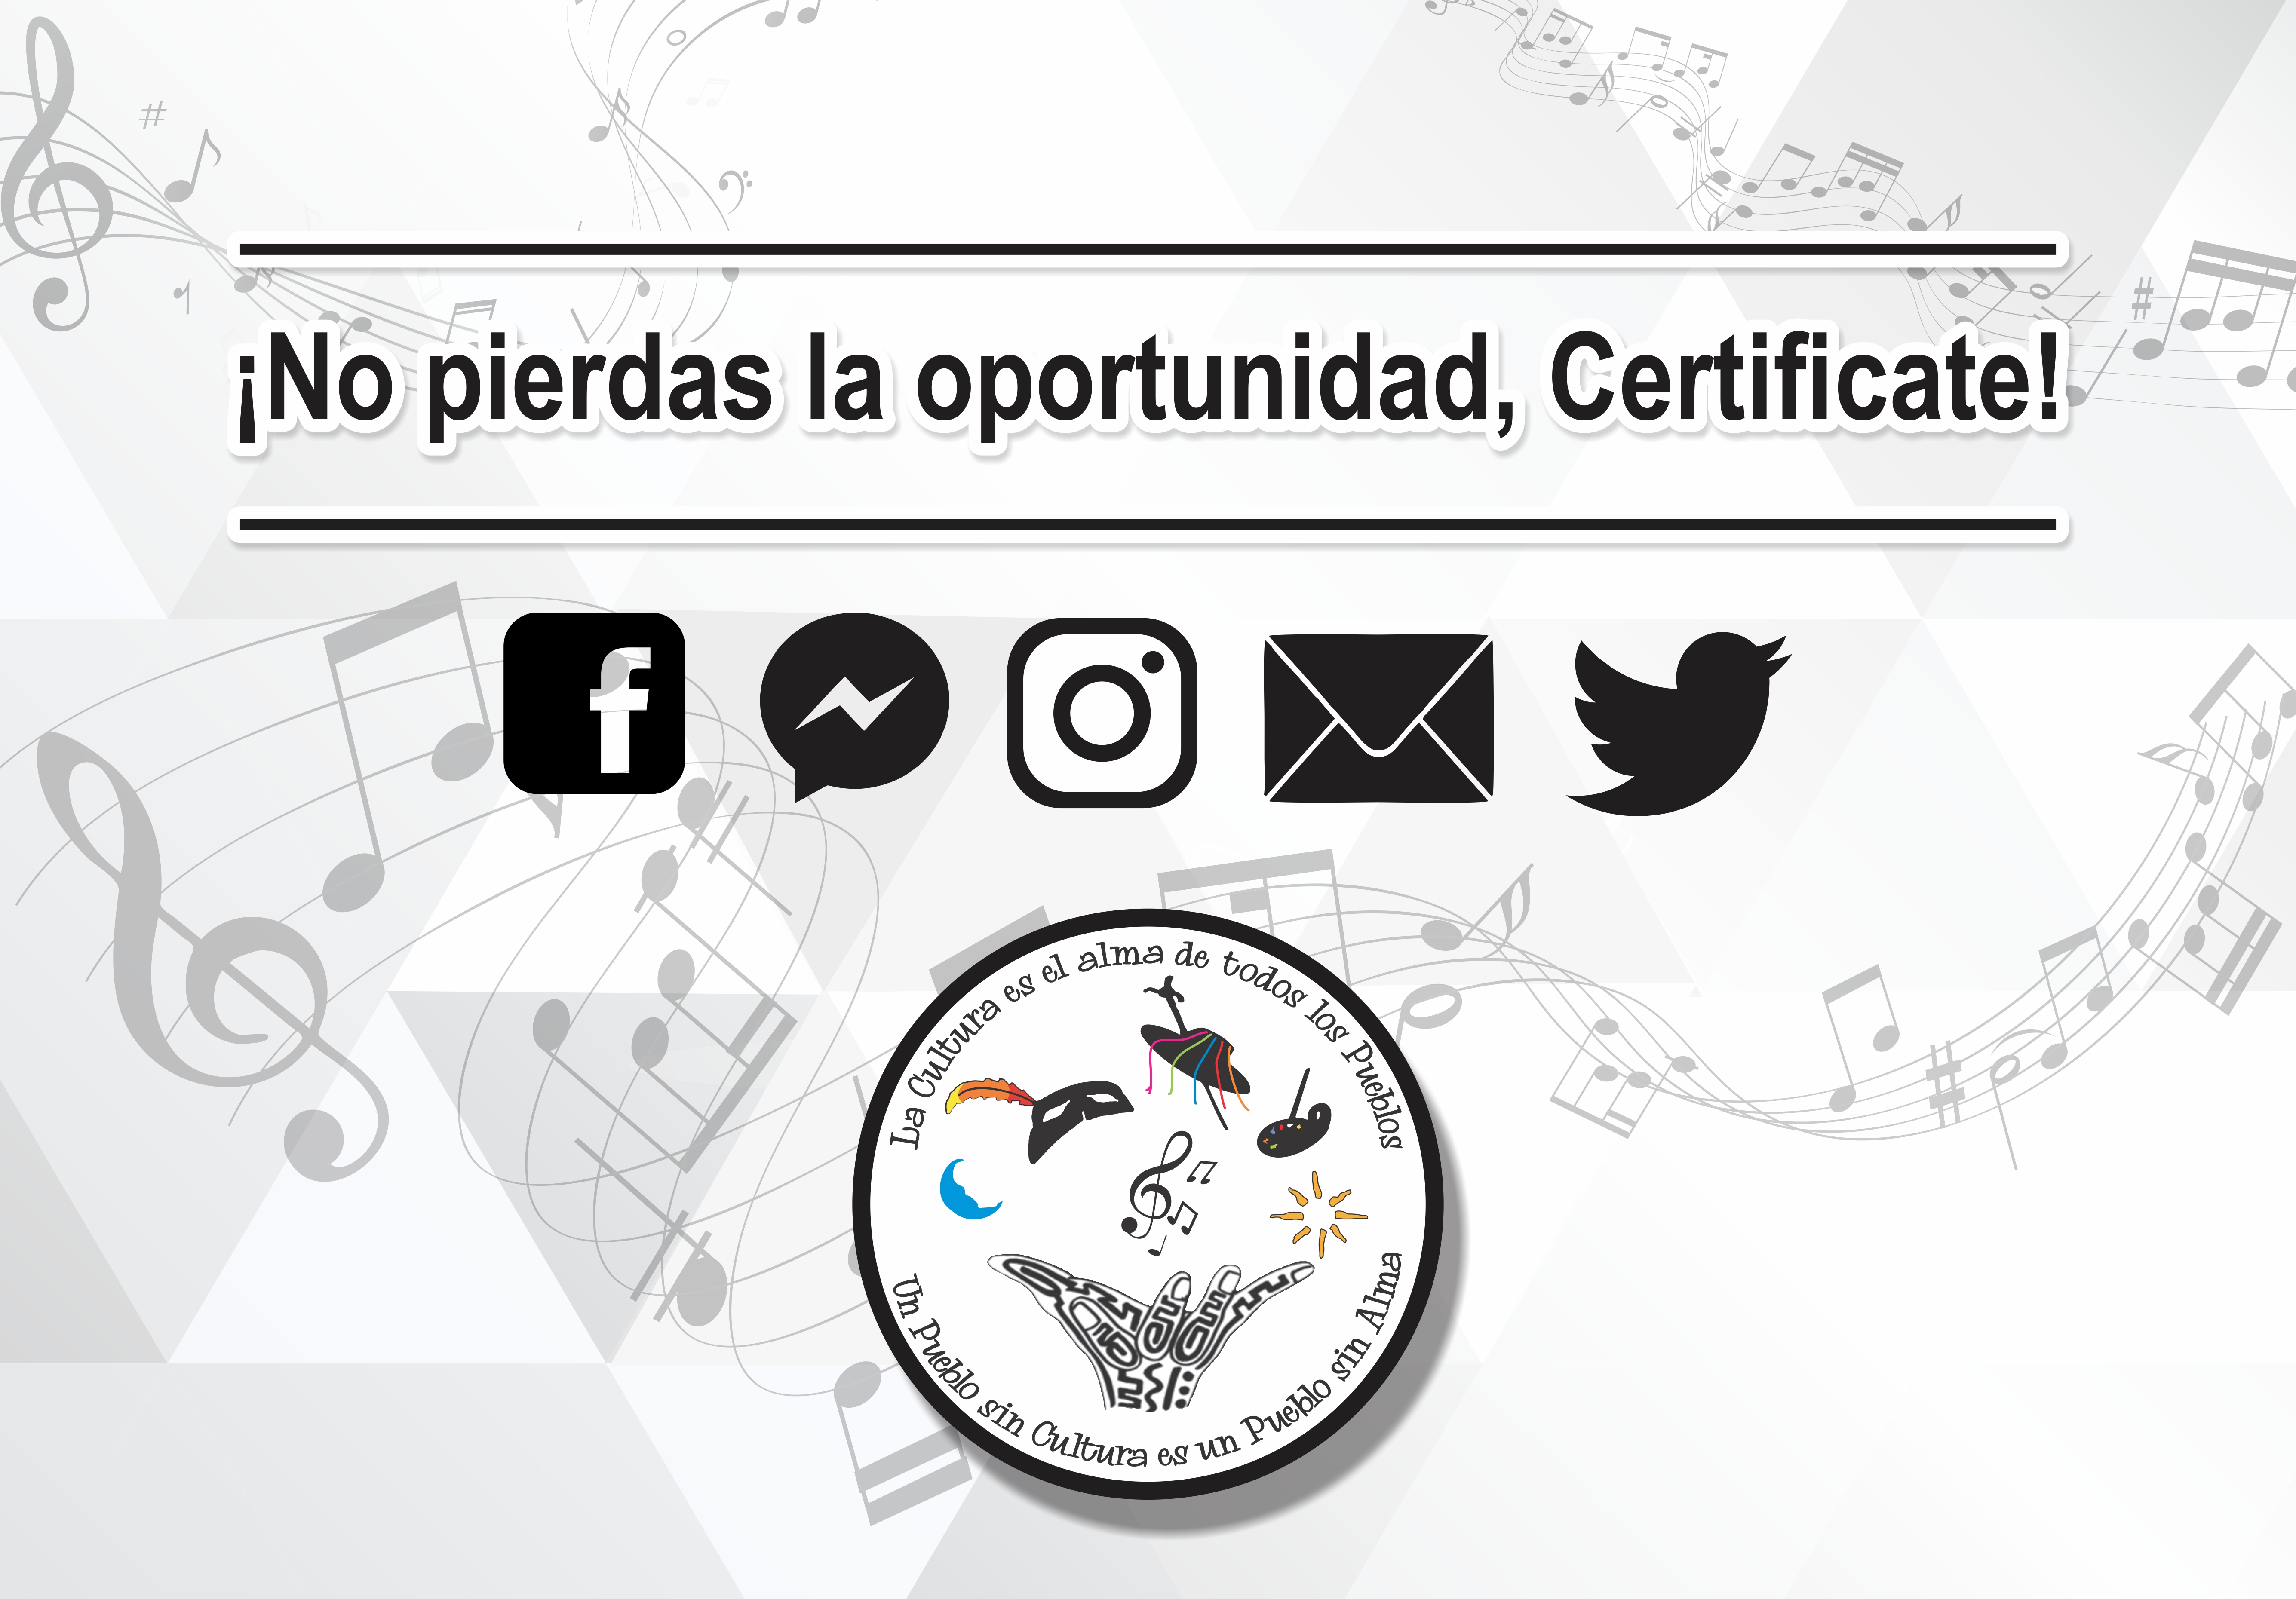 ¡No pierdas la oportunidad, Certificate!
La Cultura es el alma de todos los Pueblos
Un Pueblo sin Cultura es un Pueblo sin Alma